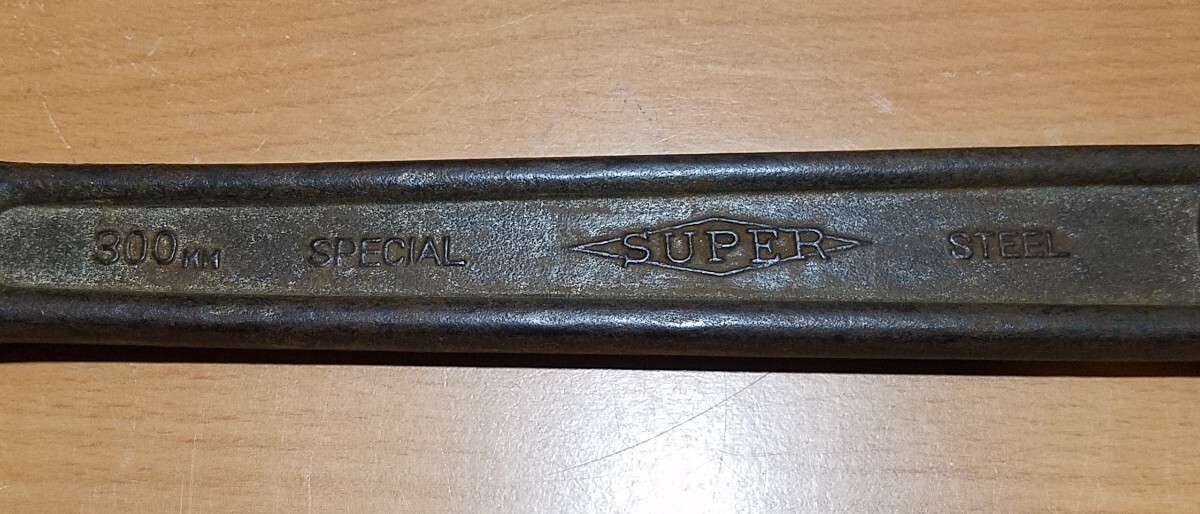 300MM SPECIAL SUPER STEEL